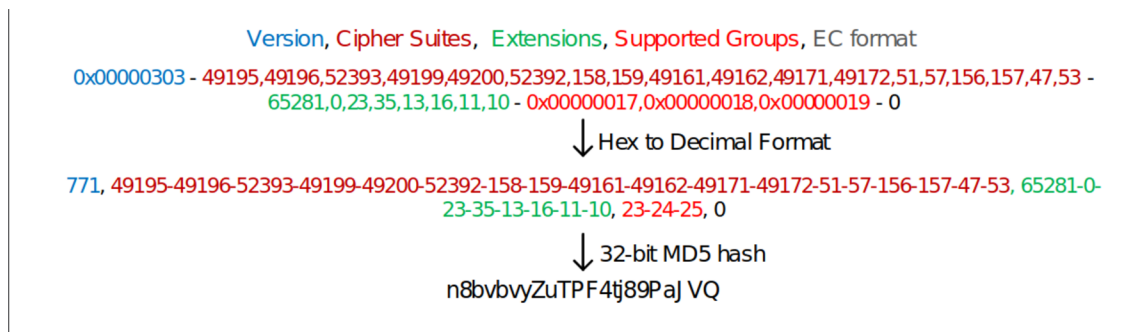 Version, Cipher Suites, Extensions, Supported Groups, EC format
0x00000303 - 49195,49196,52393,49199,49200,52392,158,159,49161,49162,49171,49172,51,57,156,157,47,53 -
65281,0,23,35,13,16,11,10 - 0x00000017,0x00000018,0x00000019 - 0
Hex to Decimal Format
771, 49195-49196-52393-49199-49200-52392-158-159-49161-49162-49171-49172-51-57-156-157-47-53, 65281-0-
23-35-13-16-11-10, 23-24-25, 0
32-bit MD5 hash
n8bvbvyZuTPF4tj89PaJVQ